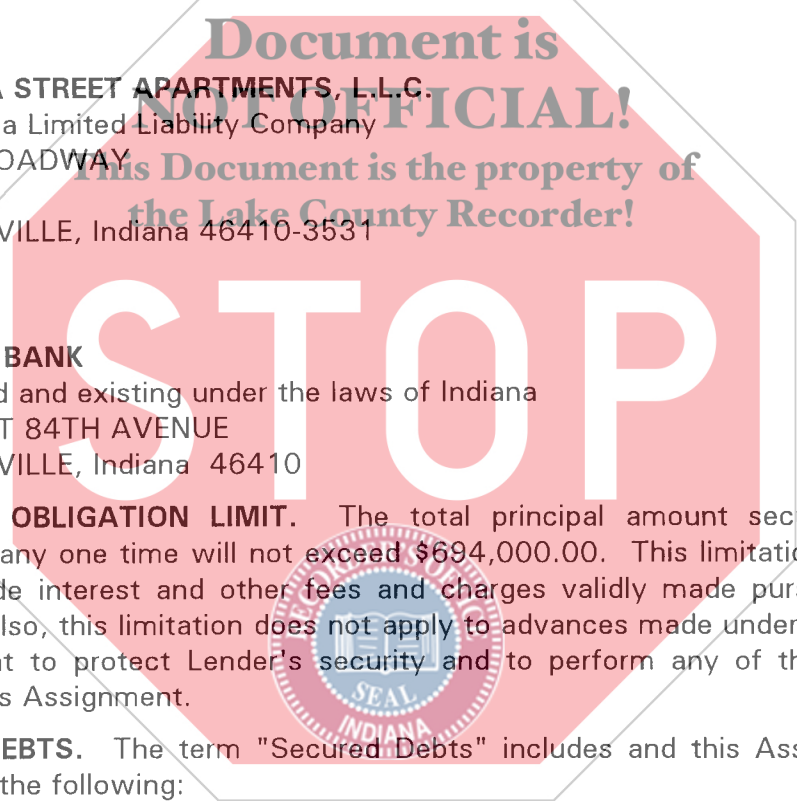 Document is
A STREET APARTMENTS, L.L.C.
NOT OFFICIAL!
a Limited Liability Company
OADWAY
This Document is the property of
the Lake County Recorder!
VILLE, Indiana 46410-3531
STOP
BANK
d and existing under the laws of Indiana
T 84TH AVENUE
VILLE, Indiana 46410
OBLIGATION LIMIT. The total principal amount sec
any one time will not exceed $694,000.00. This limitatio
de interest and other fees and charges validly made purs
lso, this limitation does not apply to advances made under
nt to protect Lender's security and to perform any of th
s Assignment.
SEAL
INDIANA
EBTS. The term "Secured Debts" includes and this Ass
the following: